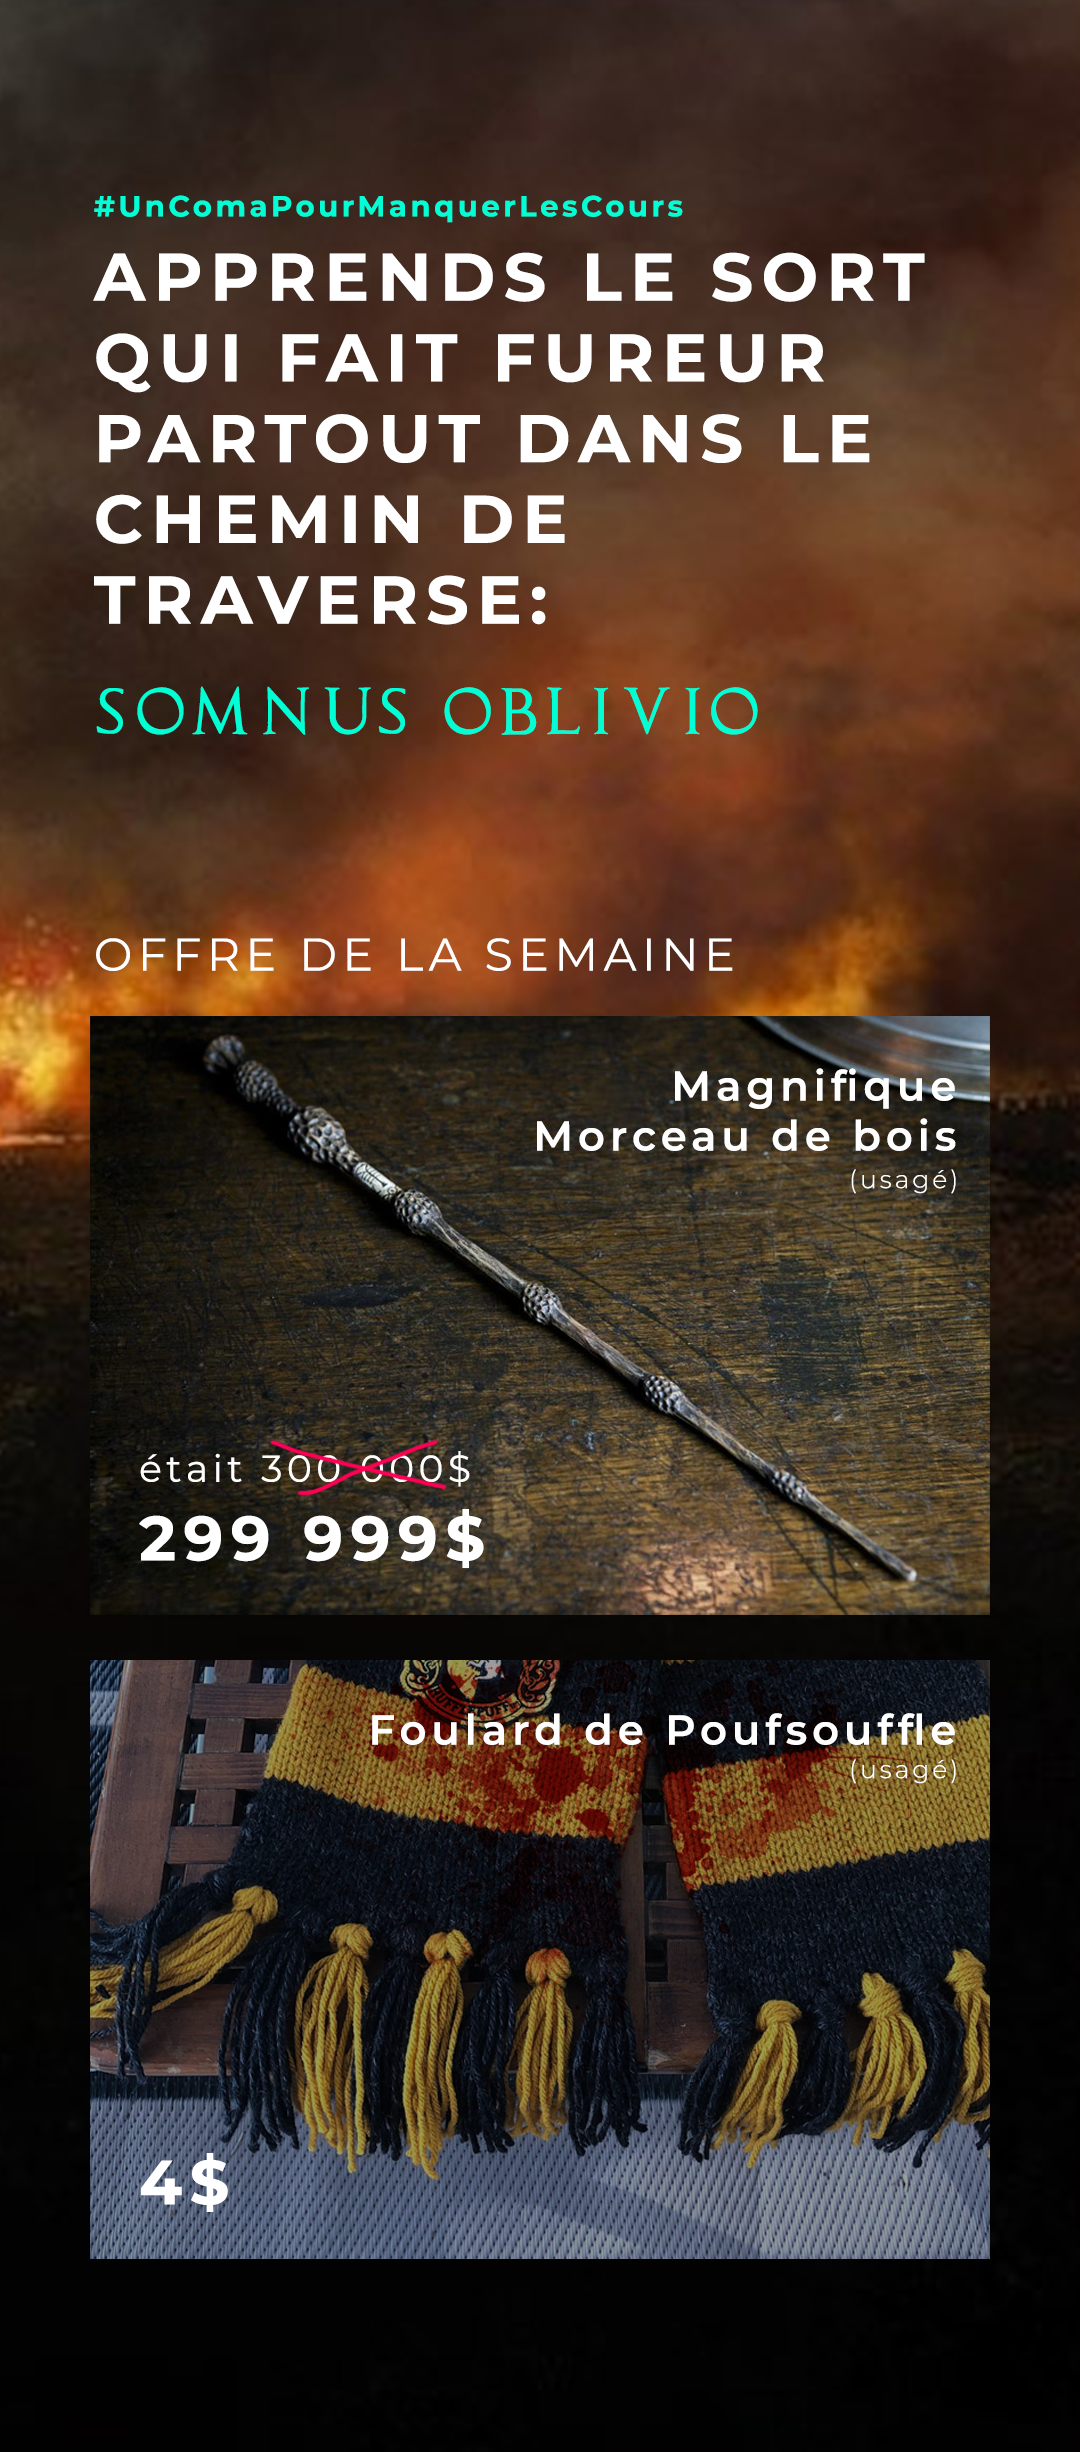 #UnComaPourManquerLesCours
APPRENDS LE SORT
QUI FAIT FUREUR
PARTOUT DANS LE
CHEMIN DE
TRAVERSE:
SOMNUS OBLIVIO
OFFRE DE LA SEMAINE
Magnifique
Morceau de bois
(usagé)
était 300 000$
299 999$
HUFFLEPUFF
Foulard de Poufsouffle
(usagé)
4$